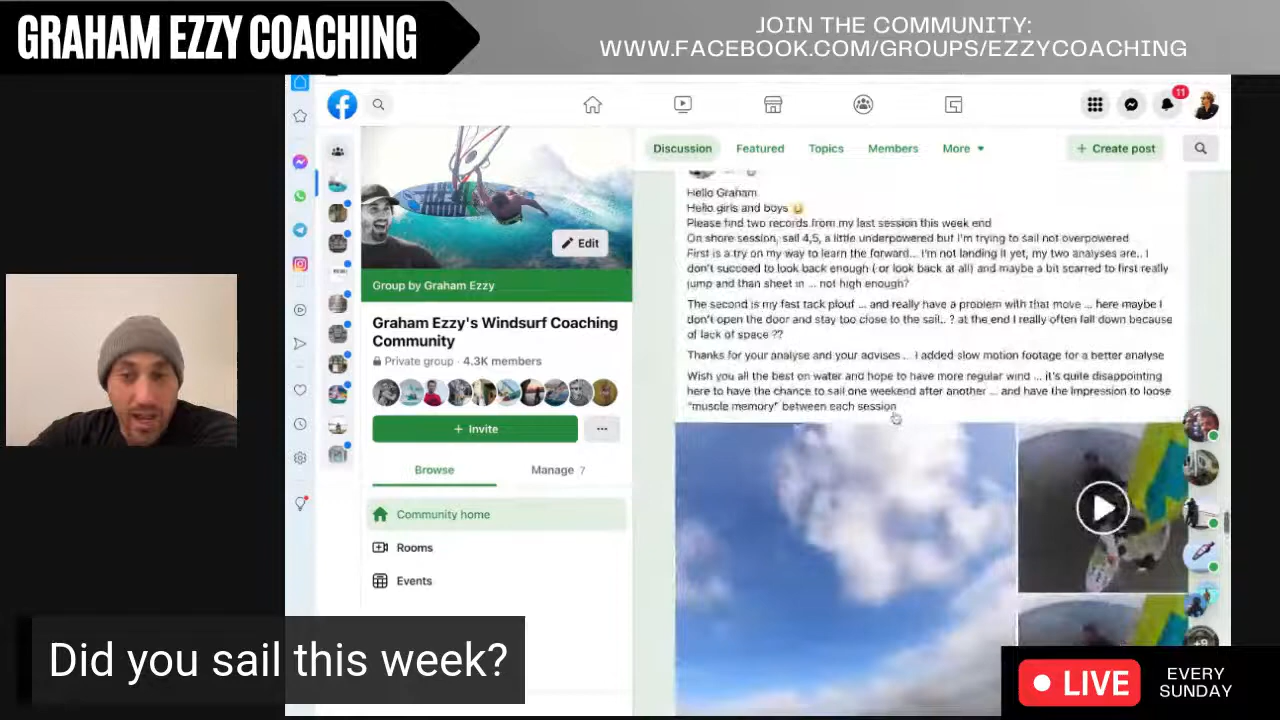 GRAHAM EZZY COACHING
JOIN THE COMMUNITY:
WWW.FACEBOOK.COM/GROUPS/EZZYCOACHING
11
Edit
Group by Graham Ezzy
Graham Ezzy's Windsurf Coaching
Community
Private group · 4.3K members
+ Invite
...
Browse
Manage 7
Community home
Rooms
Events
Discussion
Featured
Topics
Members
More
+ Create post
Hello Graham
Hello girls and boys
Please find two records from my last session this week end
On shore session, sail 4,5, a little underpowered but I'm trying to sail not overpowered
First is a try on my way to learn the forward... I'm not landing it yet, my two analyses are.. I
don't succeed to look back enough (or look back at all) and maybe a bit scarred to first really
jump and than sheet in ... not high enough?
The second is my fast tack plouf ... and really have a problem with that move ... here maybe I
don't open the door and stay too close to the sail.. ? at the end I really often fall down because
of lack of space ??
Thanks for your analyse and your advises ... I added slow motion footage for a better analyse
Wish you all the best on water and hope to have more regular wind ... it's quite disappointing
here to have the chance to sail one weekend after another ... and have the impression to loose
"muscle memory" between each session
Did you sail this week?
LIVE
EVERY
SUNDAY